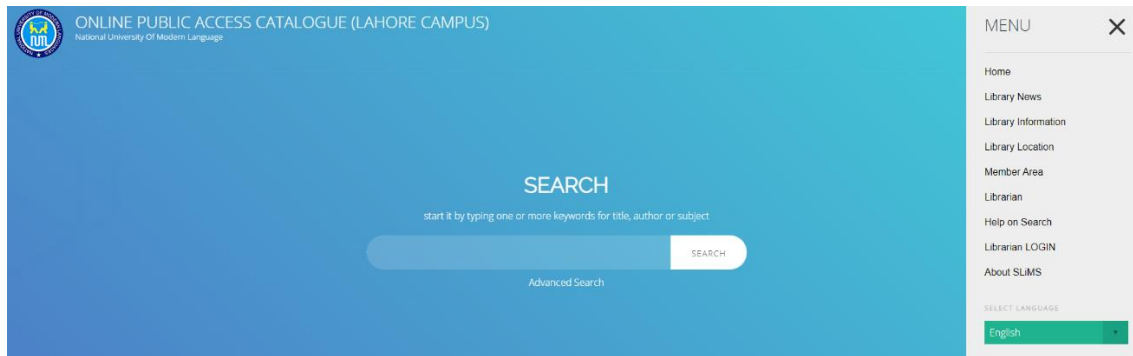 ONLINE PUBLIC ACCESS CATALOGUE (LAHORE CAMPUS)
National University Of Modern Language
NUML
SEARCH
start it by typing one or more keywords for title, author or subject
SEARCH
Advanced Search
MENU
Home
Library News
Library Information
Library Location
Member Area
Librarian
Help on Search
Librarian LOGIN
About SLiMS
SELECT LANGUAGE
English